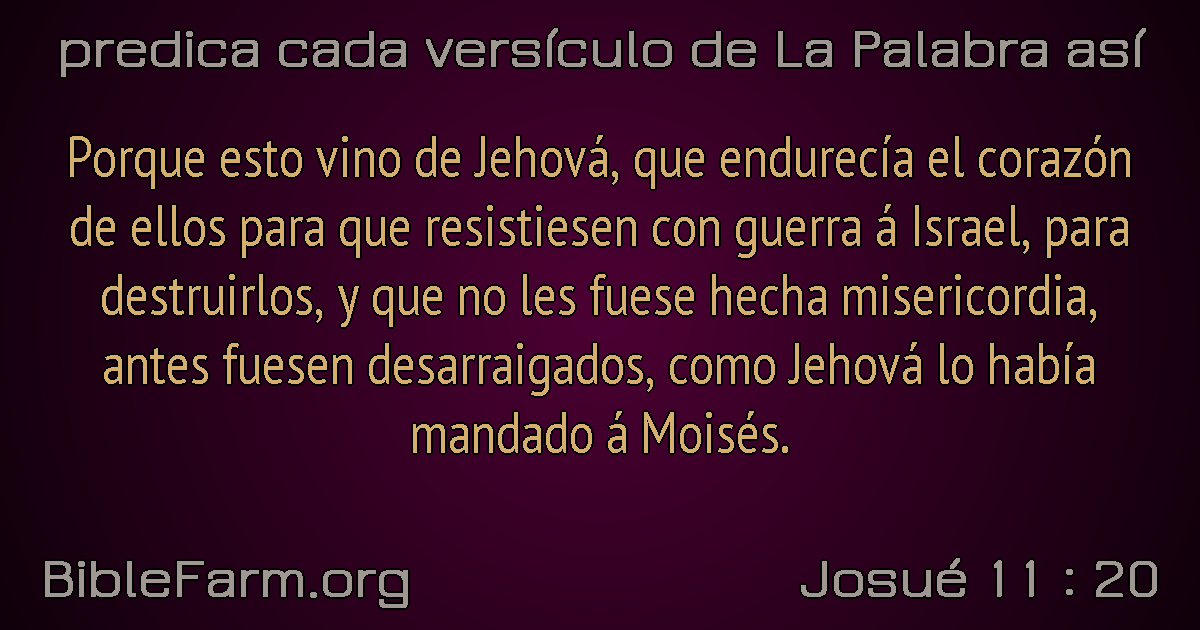 predica cada versículo de La Palabra así
Porque esto vino de Jehová, que endurecía el corazón
de ellos para que resistiesen con guerra á Israel, para
destruirlos, y que no les fuese hecha misericordia,
antes fuesen desarraigados, como Jehová lo había
mandado á Moisés.
BibleFarm.org
Josué 11 : 20